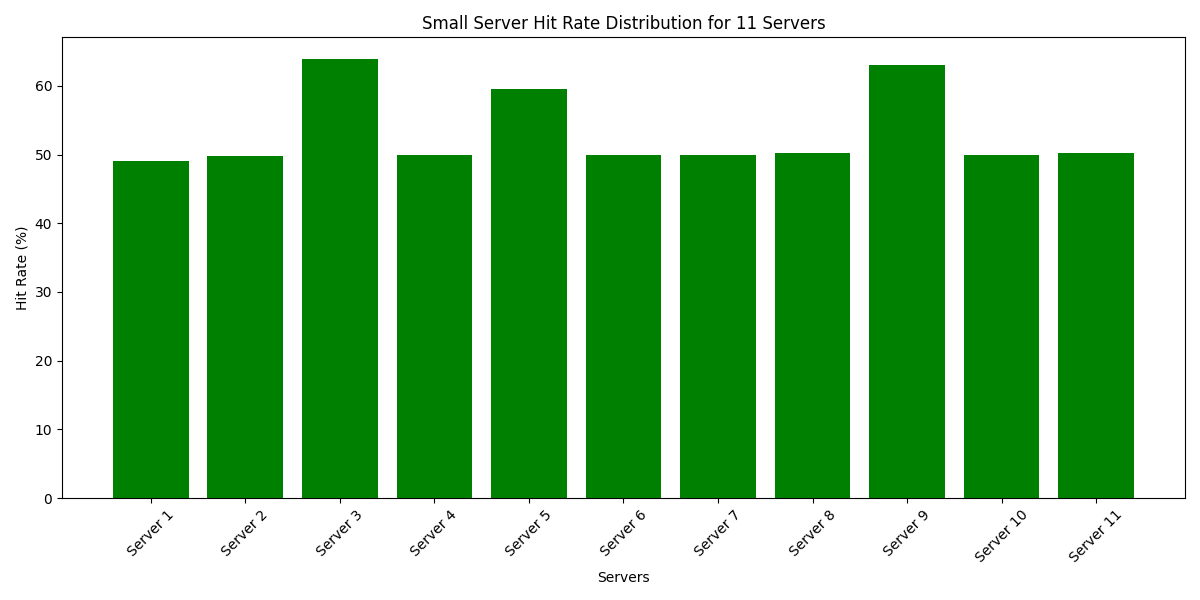 Small Server Hit Rate Distribution for 11 Servers
Hit Rate (%)
60
50
40
30
20
10
0
Server 1
Server 2
Server 3
Server 4
Server 5
Server 6
Server 7
Server 8
Server 9
Server 10
Server 11
Servers